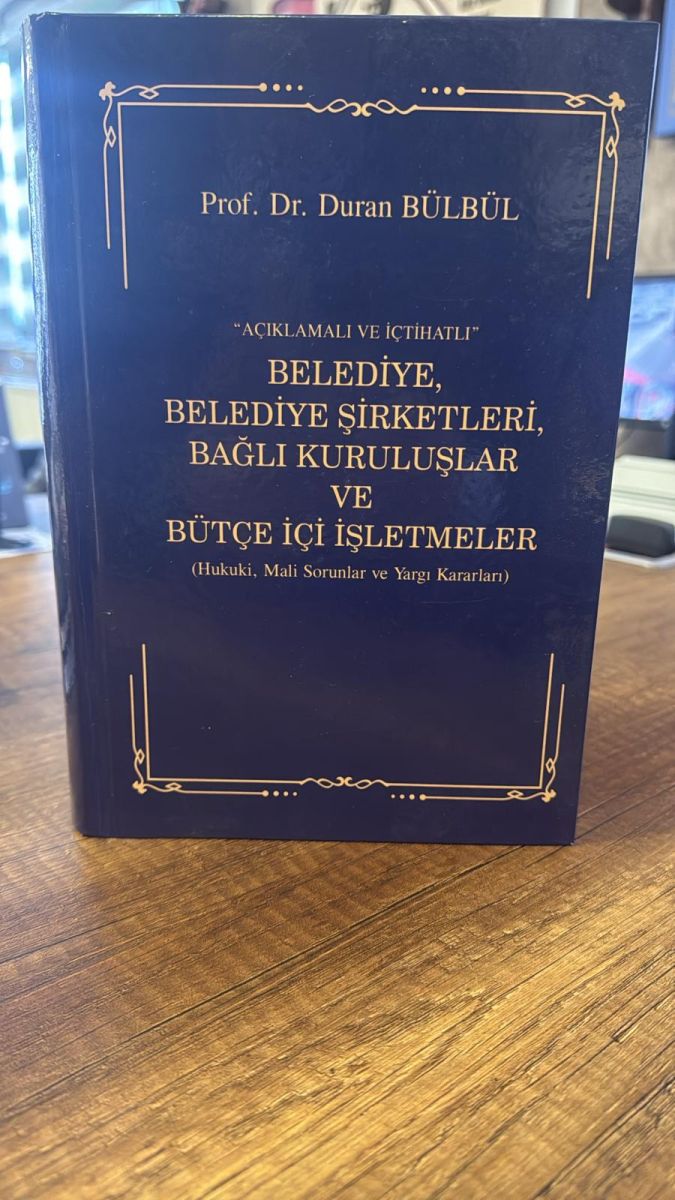 Prof. Dr. Duran BÜLBÜL
“AÇIKLAMALI VE İÇTİHATLI”
BELEDİYE,
BELEDİYE ŞİRKETLERİ,
BAĞLI KURULUŞLAR
VE
BÜTÇE İÇİ İŞLETMELER
(Hukuki, Mali Sorunlar ve Yargı Kararları)